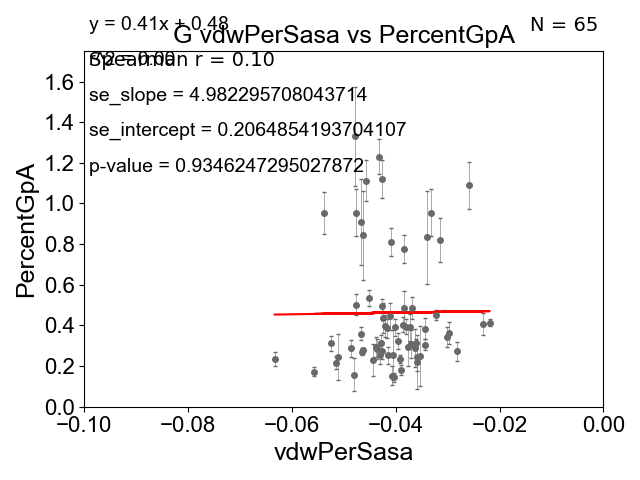 y = 0.41x + 0.48
G vdwPerSasa vs PercentGpA
N = 65
Spearman r = 0.10
se_slope = 4.982295708043714
se_intercept = 0.2064854193704107
p-value = 0.9346247295027872
PercentGpA
1.6
1.4
1.2
1.0
0.8
0.6
0.4
0.2
0.0
−0.10
−0.08
−0.06
−0.04
−0.02
0.00
vdwPerSasa